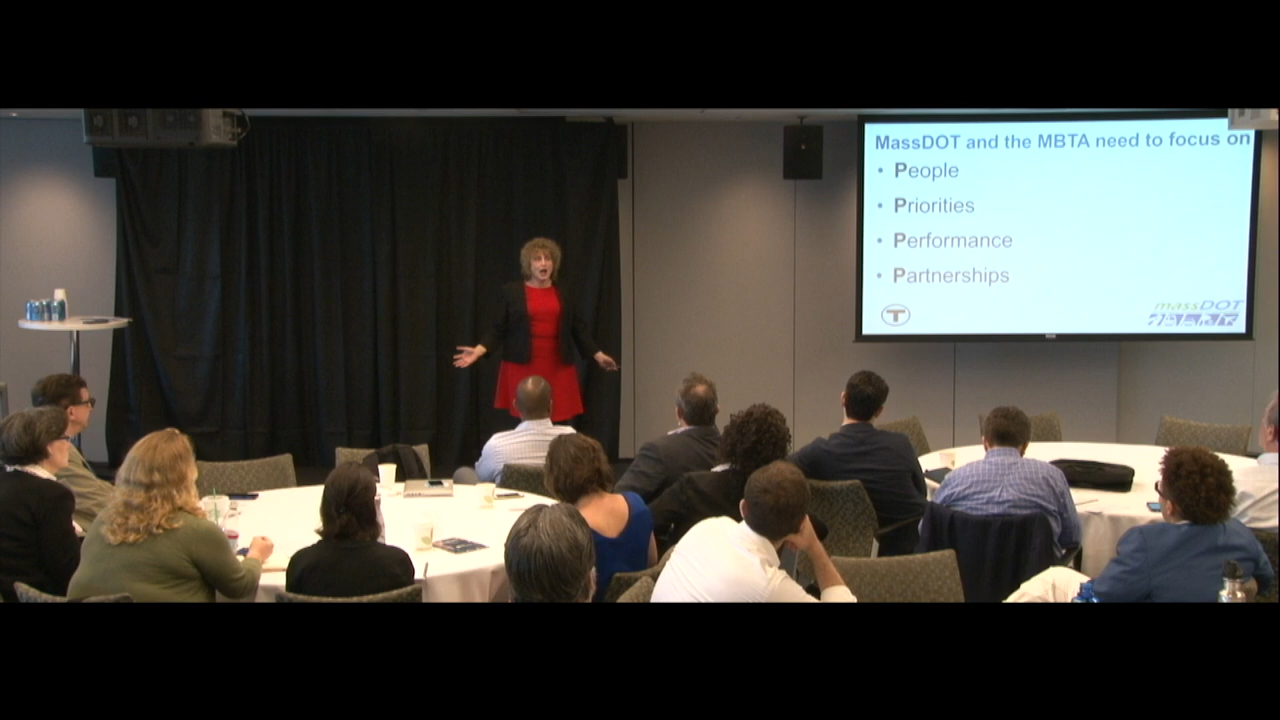 MassDOT and the MBTA need to focus on
• People
• Priorities
• Performance
• Partnerships
T
massDOT